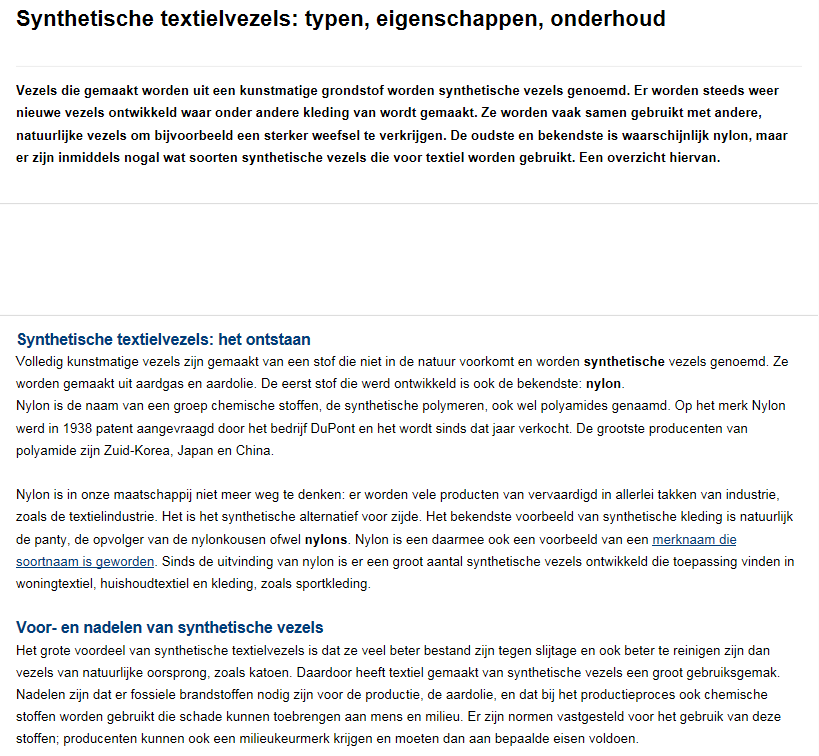 Synthetische textielvezels: typen, eigenschappen, onderhoud
Vezels die gemaakt worden uit een kunstmatige grondstof worden synthetische vezels genoemd. Er worden steeds weer
nieuwe vezels ontwikkeld waar onder andere kleding van wordt gemaakt. Ze worden vaak samen gebruikt met andere,
natuurlijke vezels om bijvoorbeeld een sterker weefsel te verkrijgen. De oudste en bekendste is waarschijnlijk nylon, maar
er zijn inmiddels nogal wat soorten synthetische vezels die voor textiel worden gebruikt. Een overzicht hiervan.
Synthetische textielvezels: het ontstaan
Volledig kunstmatige vezels zijn gemaakt van een stof die niet in de natuur voorkomt en worden synthetische vezels genoemd. Ze
worden gemaakt uit aardgas en aardolie. De eerst stof die werd ontwikkeld is ook de bekendste: nylon.
Nylon is de naam van een groep chemische stoffen, de synthetische polymeren, ook wel polyamides genaamd. Op het merk Nylon
werd in 1938 patent aangevraagd door het bedrijf DuPont en het wordt sinds dat jaar verkocht. De grootste producenten van
polyamide zijn Zuid-Korea, Japan en China.
Nylon is in onze maatschappij niet meer weg te denken: er worden vele producten van vervaardigd in allerlei takken van industrie,
zoals de textielindustrie. Het is het synthetische alternatief voor zijde. Het bekendste voorbeeld van synthetische kleding is natuurlijk
de panty, de opvolger van de nylonkousen ofwel nylons. Nylon is een daarmee ook een voorbeeld van een merknaam die
soortnaam is geworden. Sinds de uitvinding van nylon is er een groot aantal synthetische vezels ontwikkeld die toepassing vinden in
woningtextiel, huishoudtextiel en kleding, zoals sportkleding.
Voor- en nadelen van synthetische vezels
Het grote voordeel van synthetische textielvezels is dat ze veel beter bestand zijn tegen slijtage en ook beter te reinigen zijn dan
vezels van natuurlijke oorsprong, zoals katoen. Daardoor heeft textiel gemaakt van synthetische vezels een groot gebruiksgemak.
Nadelen zijn dat er fossiele brandstoffen nodig zijn voor de productie, de aardolie, en dat bij het productieproces ook chemische
stoffen worden gebruikt die schade kunnen toebrengen aan mens en milieu. Er zijn normen vastgesteld voor het gebruik van deze
stoffen; producenten kunnen ook een milieukeurmerk krijgen en moeten dan aan bepaalde eisen voldoen.